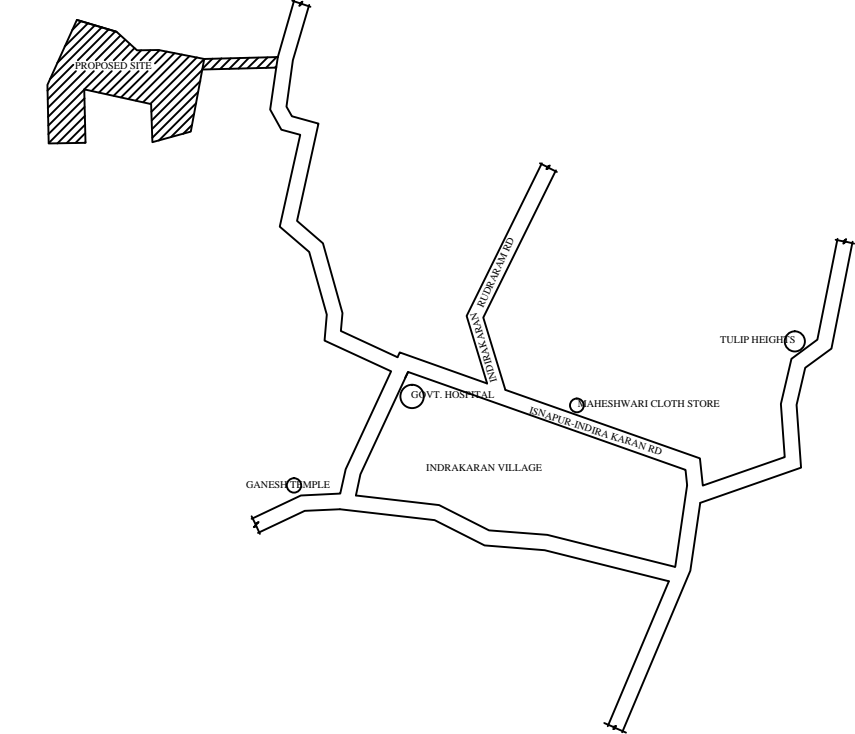 PROPOSED SITE
INDIRAKARAN RUDRARAM RD
TULIP HEIGHTS
GOVT. HOSPITAL
MAHESHWARI CLOTH STORE
ISNAPUR-INDIRA KARAN RD
INDRAKARAN VILLAGE
GANESH TEMPLE